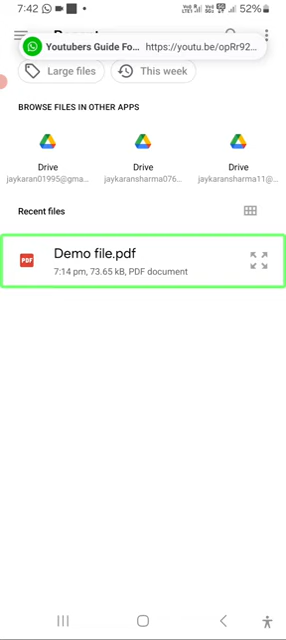 7:42
52%
Youtubers Guide Fo... https://youtu.be/opRr92...
Large files
This week
BROWSE FILES IN OTHER APPS
Drive
jaykaran01995@gma...
Drive
jaykaransharma076...
Drive
jaykaransharma11@...
Recent files
PDF
Demo file.pdf
7:14 pm, 73.65 kB, PDF document